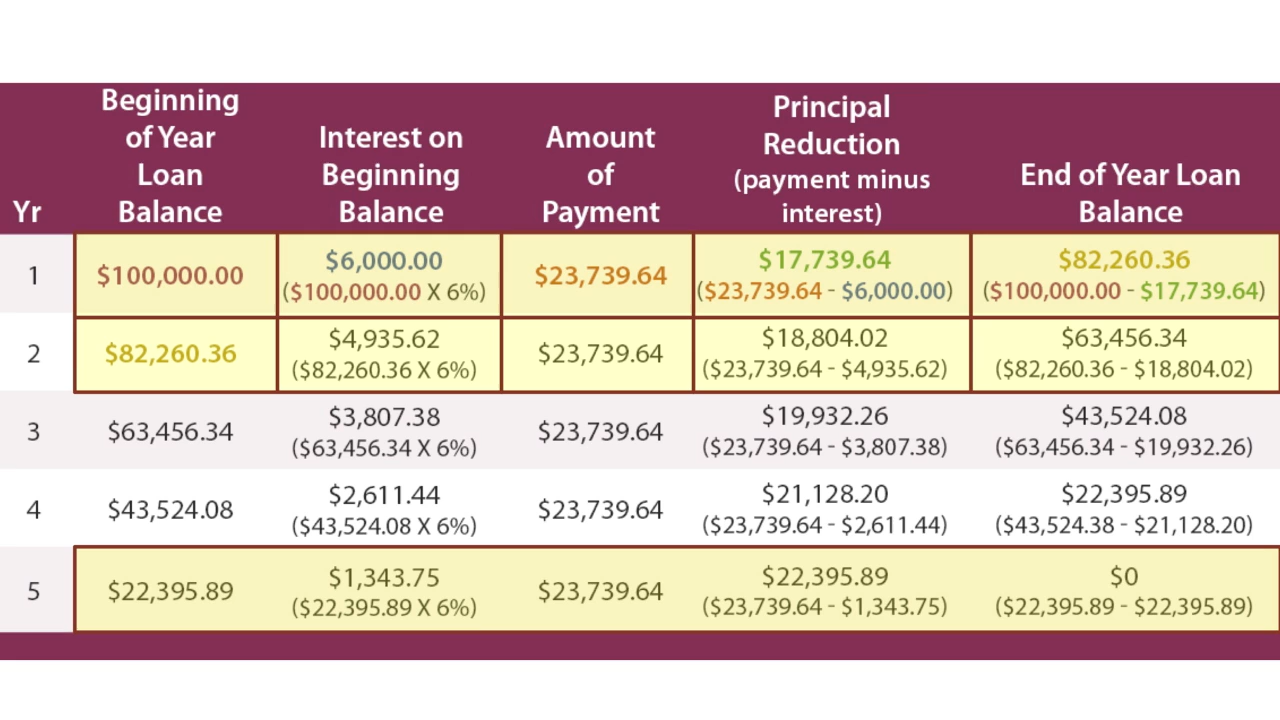 Yr
Beginning
of Year
Loan
Balance
Interest on
Beginning
Balance
Amount
of
Payment
Principal
Reduction
(payment minus
interest)
End of Year Loan
Balance
1
$100,000.00
$6,000.00
($100,000.00 X 6%)
$23,739.64
$17,739.64
($23,739.64 - $6,000.00)
$82,260.36
($100,000.00 - $17,739.64)
2
$82,260.36
$4,935.62
($82,260.36 X 6%)
$23,739.64
$18,804.02
($23,739.64 - $4,935.62)
$63,456.34
($82,260.36 - $18,804.02)
3
$63,456.34
$3,807.38
($63,456.34 X 6%)
$23,739.64
$19,932.26
($23,739.64 - $3,807.38)
$43,524.08
($63,456.34 - $19,932.26)
4
$43,524.08
$2,611.44
($43,524.08 X 6%)
$23,739.64
$21,128.20
($23,739.64 - $2,611.44)
$22,395.89
($43,524.38 - $21,128.20)
5
$22,395.89
$1,343.75
($22,395.89 X 6%)
$23,739.64
$22,395.89
($23,739.64 - $1,343.75)
$0
($22,395.89 - $22,395.89)